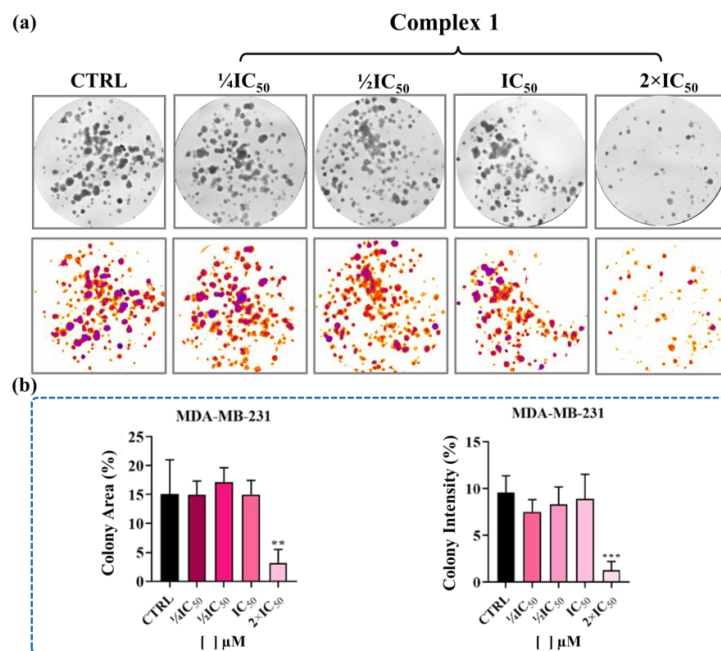 (a)
Complex 1
CTRL ¼IC50 ½IC50 IC50 2×IC50
(b)
MDA-MB-231
Colony Area (%)
25
20
15
10
5
0
**
CTRL ¼IC50 ½IC50 IC50 2×IC50
[ ] µM
MDA-MB-231
Colony Intensity (%)
15
10
5
0
***
CTRL ¼IC50 ½IC50 IC50 2×IC50
[ ] µM